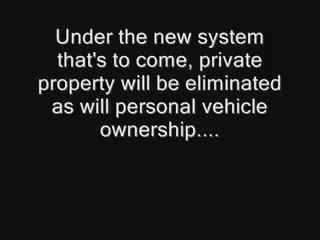 Under the new system
that's to come, private
property will be eliminated
as will personal vehicle
ownership....